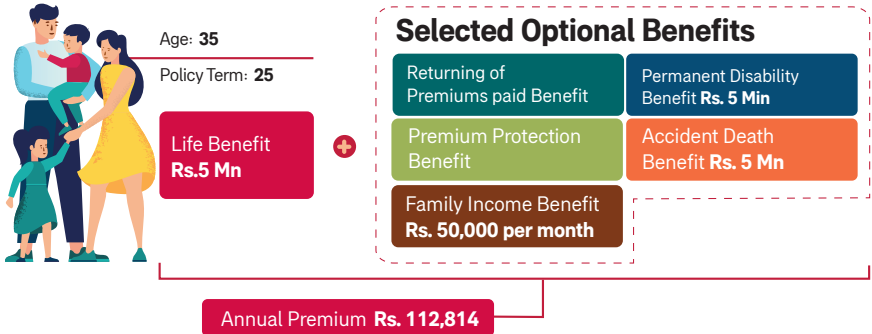 Age: 35
Policy Term: 25
Life Benefit
Rs.5 Mn
Selected Optional Benefits
Returning of
Premiums paid Benefit
Permanent Disability
Benefit Rs. 5 Min
Premium Protection
Benefit
Accident Death
Benefit Rs. 5 Mn
Family Income Benefit
Rs. 50,000 per month
Annual Premium Rs. 112,814